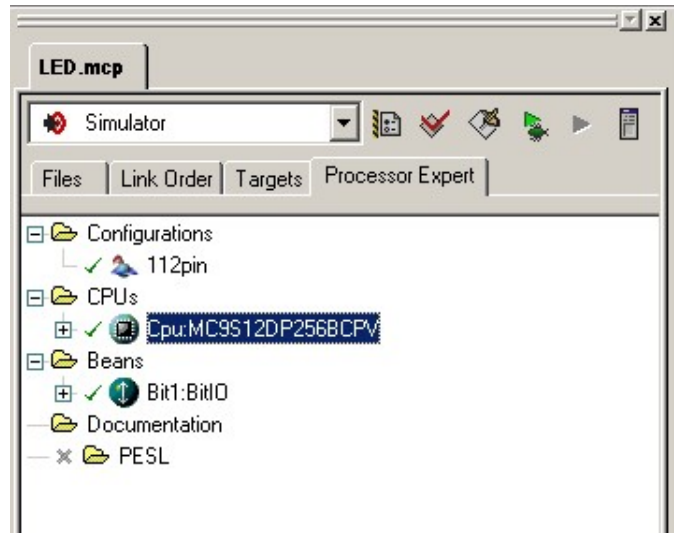 LED.mcp
Simulator
Files Link Order Targets Processor Expert
Configurations
112pin
CPUs
Cpu:MC9S12DP256BCPV
Beans
Bit1:BitIO
Documentation
PESL